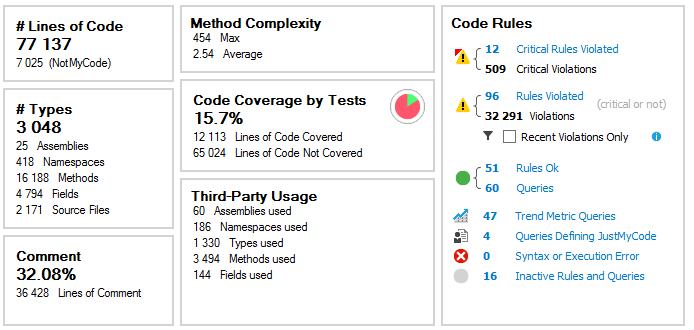 # Lines of Code
77 137
7 025 (NotMyCode)
# Types
3 048
25 Assemblies
418 Namespaces
16 188 Methods
4 794 Fields
2 171 Source Files
Comment
32.08%
36 428 Lines of Comment
Method Complexity
454 Max
2.54 Average
Code Coverage by Tests
15.7%
12 113 Lines of Code Covered
65 024 Lines of Code Not Covered
Third-Party Usage
60 Assemblies used
186 Namespaces used
1 330 Types used
3 494 Methods used
144 Fields used
Code Rules
12 Critical Rules Violated
509 Critical Violations
96 Rules Violated
(critical or not)
32 291 Violations
Recent Violations Only
51 Rules Ok
60 Queries
47 Trend Metric Queries
4 Queries Defining JustMyCode
0 Syntax or Execution Error
16 Inactive Rules and Queries